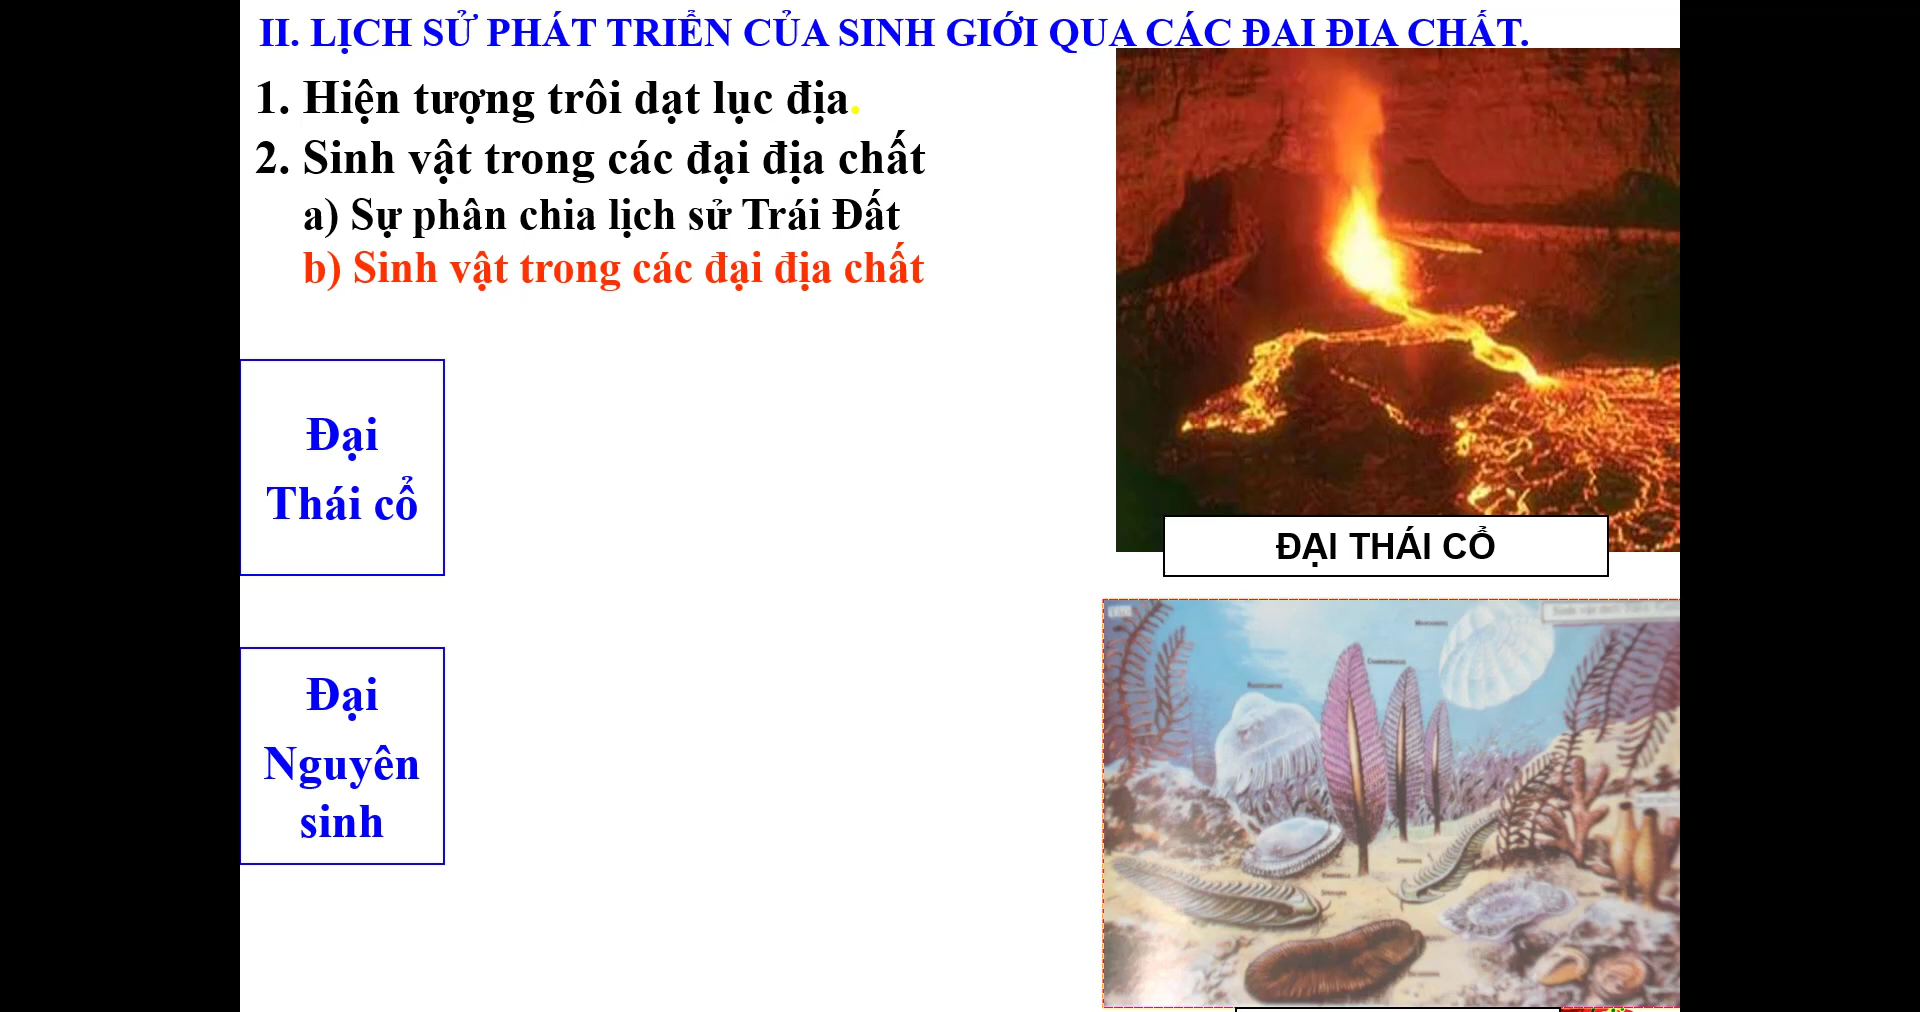 II. LỊCH SỬ PHÁT TRIỂN CỦA SINH GIỚI QUA CÁC ĐẠI ĐỊA CHẤT.
1. Hiện tượng trôi dạt lục địa.
2. Sinh vật trong các đại địa chất
a) Sự phân chia lịch sử Trái Đất
b) Sinh vật trong các đại địa chất
Đại
Thái cổ
ĐẠI THÁI CỔ
Đại
Nguyên
sinh